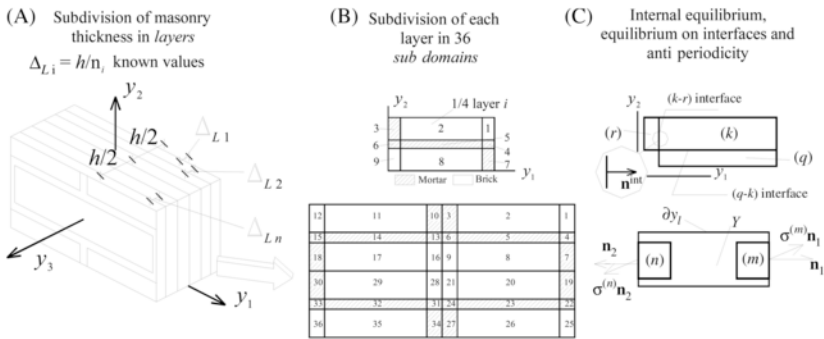 (A) Subdivision of masonry
thickness in layers
Δ_{L i} = h/n_i known values
y_2
h/2
h/2
Δ_{L 1}
Δ_{L 2}
Δ_{L n}
y_3
y_1
(B) Subdivision of each
layer in 36
sub domains
y_2
1/4 layer i
3 2 1
6 5
4
9 8 7
y_1
Mortar Brick
12 11 10 3 2 1
15 14 13 6 5 4
18 17 16 9 8 7
30 29 28 21 20 19
33 32 31 24 23 22
36 35 34 27 26 25
(C) Internal equilibrium,
equilibrium on interfaces and
anti periodicity
y_2
(k-r) interface
(r) (k)
(q)
n^{int}
y_1
(q-k) interface
∂y_l Y
σ^{(m)}n_1
n_2
(n) (m)
n_1
σ^{(n)}n_2